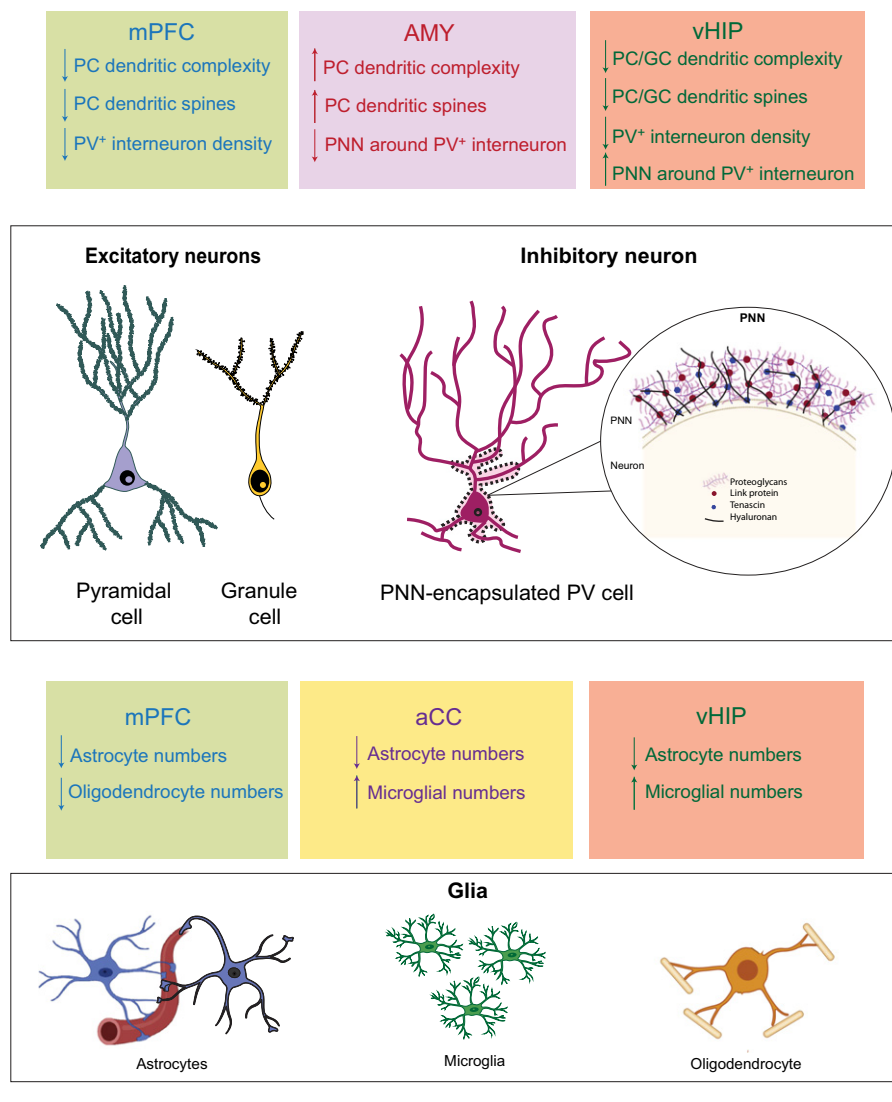 mPFC
↓ PC dendritic complexity
↓ PC dendritic spines
↓ PV⁺ interneuron density
AMY
↑ PC dendritic complexity
↑ PC dendritic spines
↓ PNN around PV⁺ interneuron
vHIP
↓ PC/GC dendritic complexity
↓ PC/GC dendritic spines
↓ PV⁺ interneuron density
↑ PNN around PV⁺ interneuron
Excitatory neurons
Inhibitory neuron
PNN
PNN
Neuron
Proteoglycans
Link protein
Tenascin
Hyaluronan
Pyramidal
cell
Granule
cell
PNN-encapsulated PV cell
mPFC
↓ Astrocyte numbers
↓ Oligodendrocyte numbers
aCC
↓ Astrocyte numbers
↑ Microglial numbers
vHIP
↓ Astrocyte numbers
↑ Microglial numbers
Glia
Astrocytes
Microglia
Oligodendrocyte